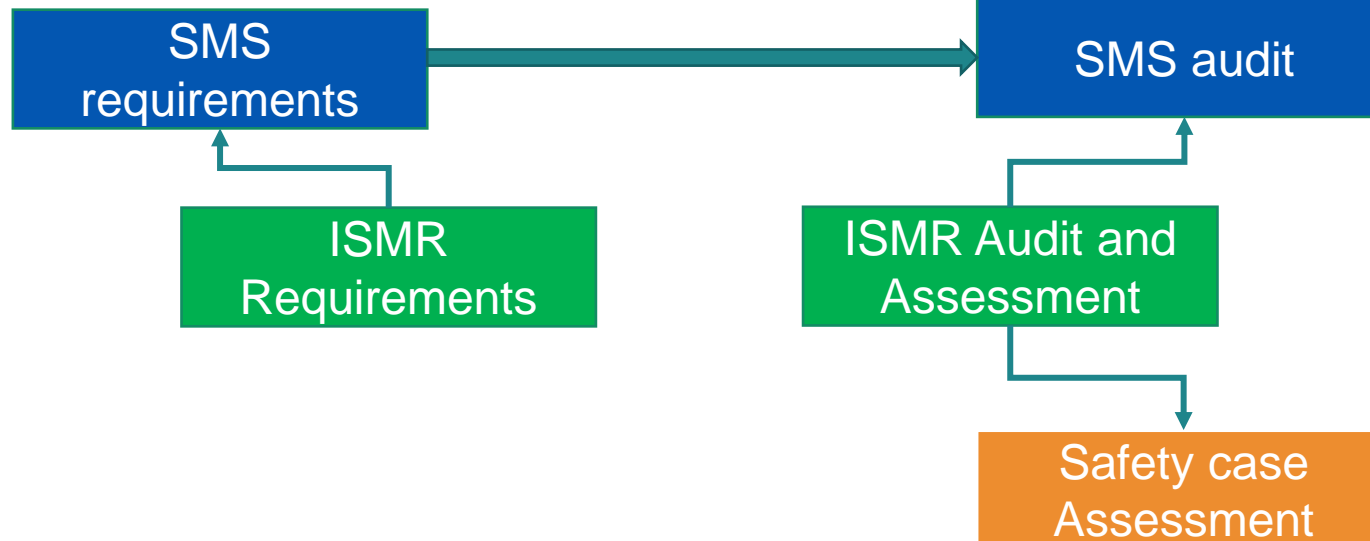 SMS
requirements
SMS audit
ISMR
Requirements
ISMR Audit and
Assessment
Safety case
Assessment